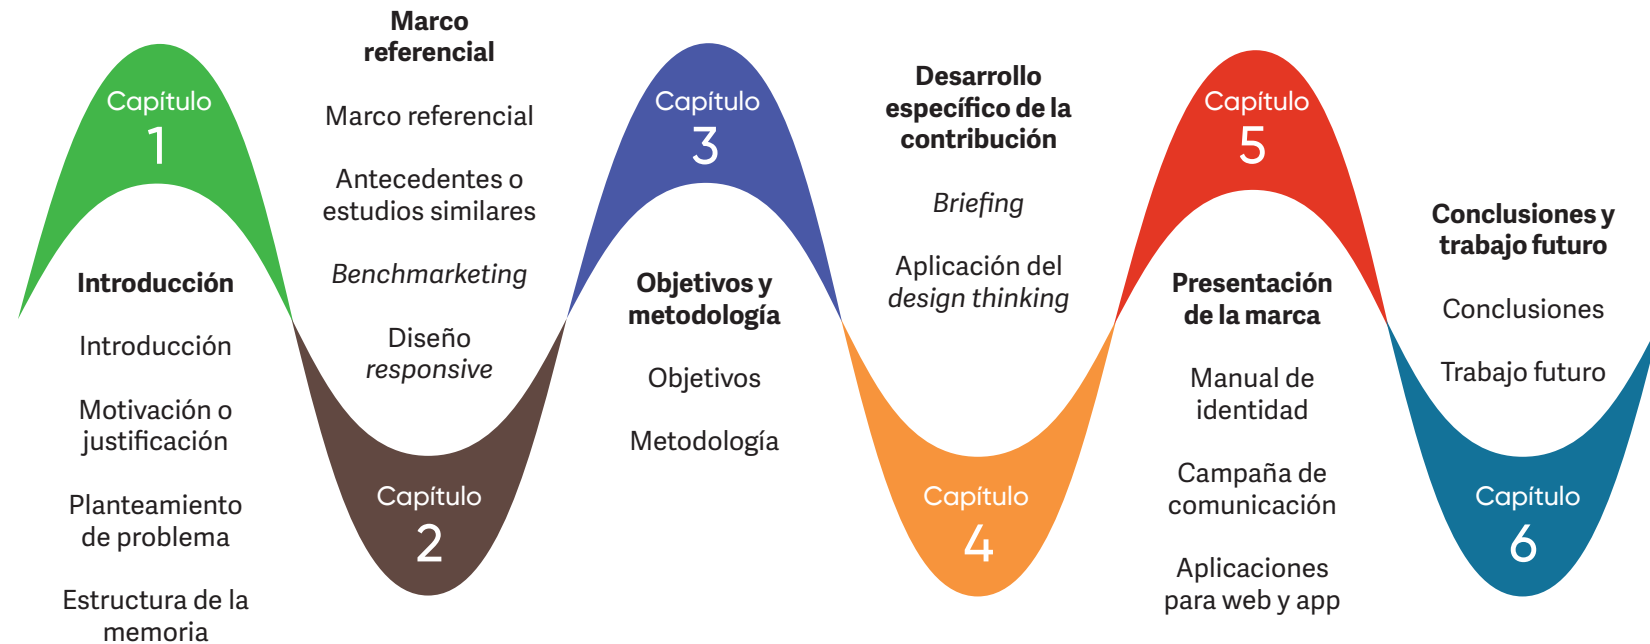 Capítulo
1
Introducción
Introducción
Motivación o
justificación
Planteamiento
de problema
Estructura de la
memoria
Marco
referencial
Marco referencial
Antecedentes o
estudios similares
Benchmarketing
Diseño
responsive
Capítulo
2
Capítulo
3
Objetivos y
metodología
Objetivos
Metodología
Desarrollo
específico de la
contribución
Briefing
Aplicación del
design thinking
Capítulo
4
Capítulo
5
Presentación
de la marca
Manual de
identidad
Campaña de
comunicación
Aplicaciones
para web y app
Conclusiones y
trabajo futuro
Conclusiones
Trabajo futuro
Capítulo
6